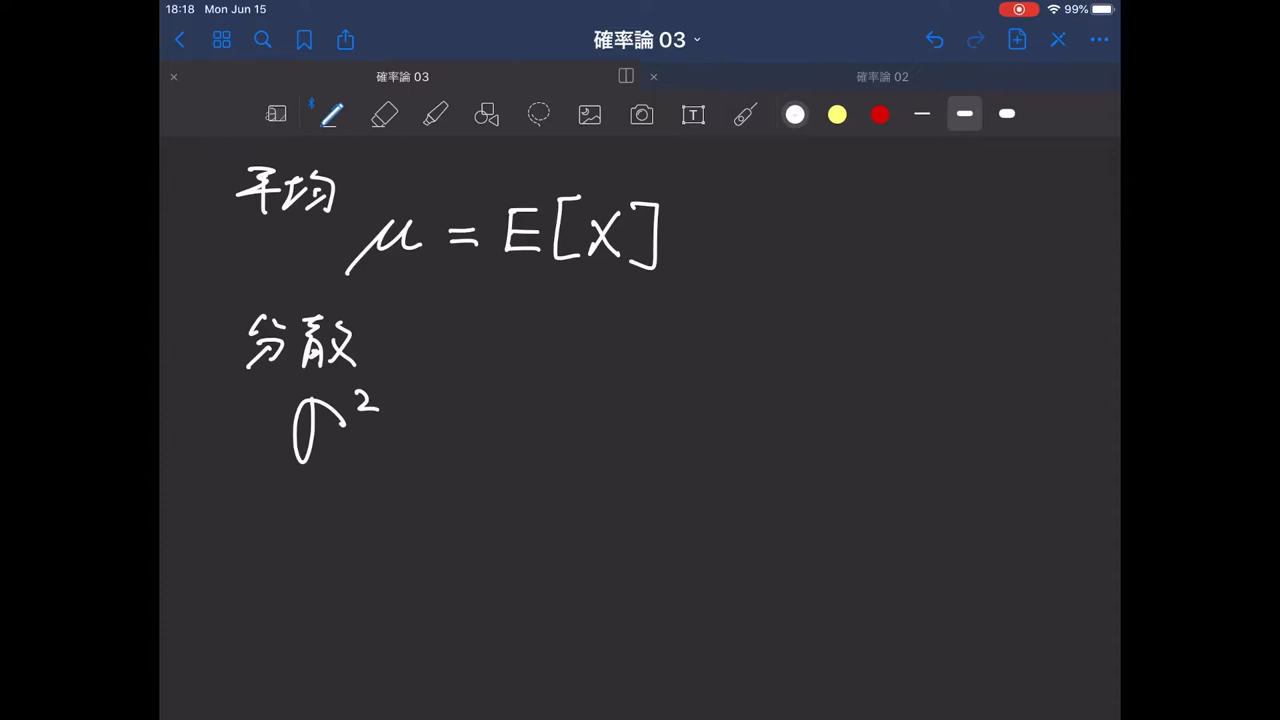 18:18 Mon Jun 15 99%
確率論 03
確率論 03 確率論 02
T
平均
μ = E[X]
分散
σ²